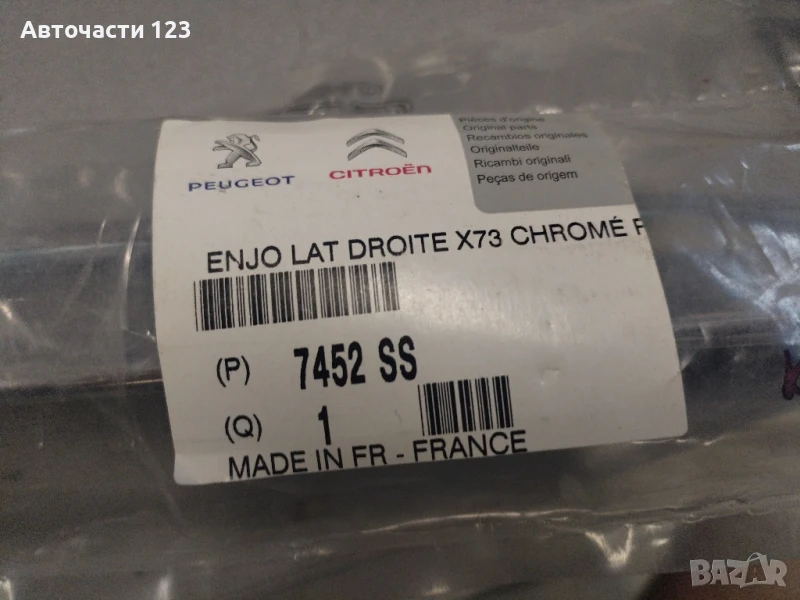 Авточасти 123
Pièces d'origine
Original parts
Recambios originales
Originalteile
Ricambi originali
Peças de origem
PEUGEOT
CITROËN
ENJO LAT DROITE X73 CHROMÉ F
(P) 7452 SS
(Q) 1
MADE IN FR - FRANCE
BAZAR